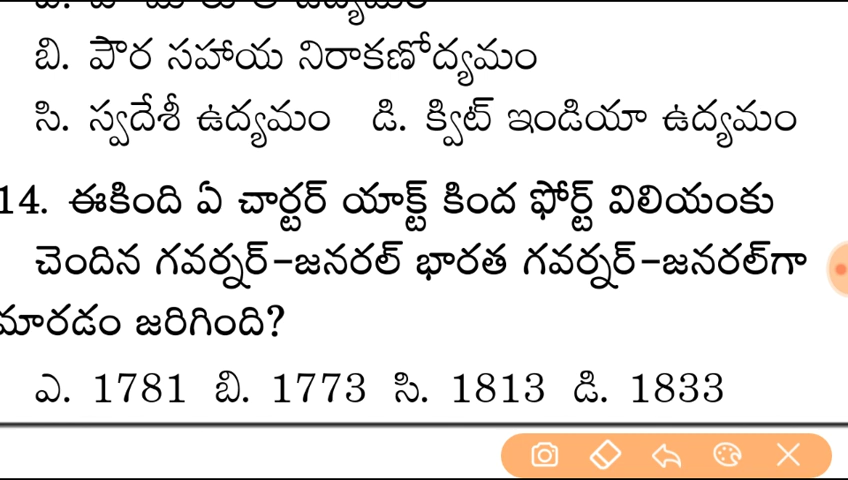 బి. పౌర సహాయ నిరాకణోద్యమం
సి. స్వదేశీ ఉద్యమం డి. క్విట్ ఇండియా ఉద్యమం
14. ఈకింది ఏ చార్టర్ యాక్ట్ కింద ఫోర్ట్ విలియంకు
చెందిన గవర్నర్-జనరల్ భారత గవర్నర్-జనరల్‌గా
మారడం జరిగింది?
ఎ. 1781 బి. 1773 సి. 1813 డి. 1833